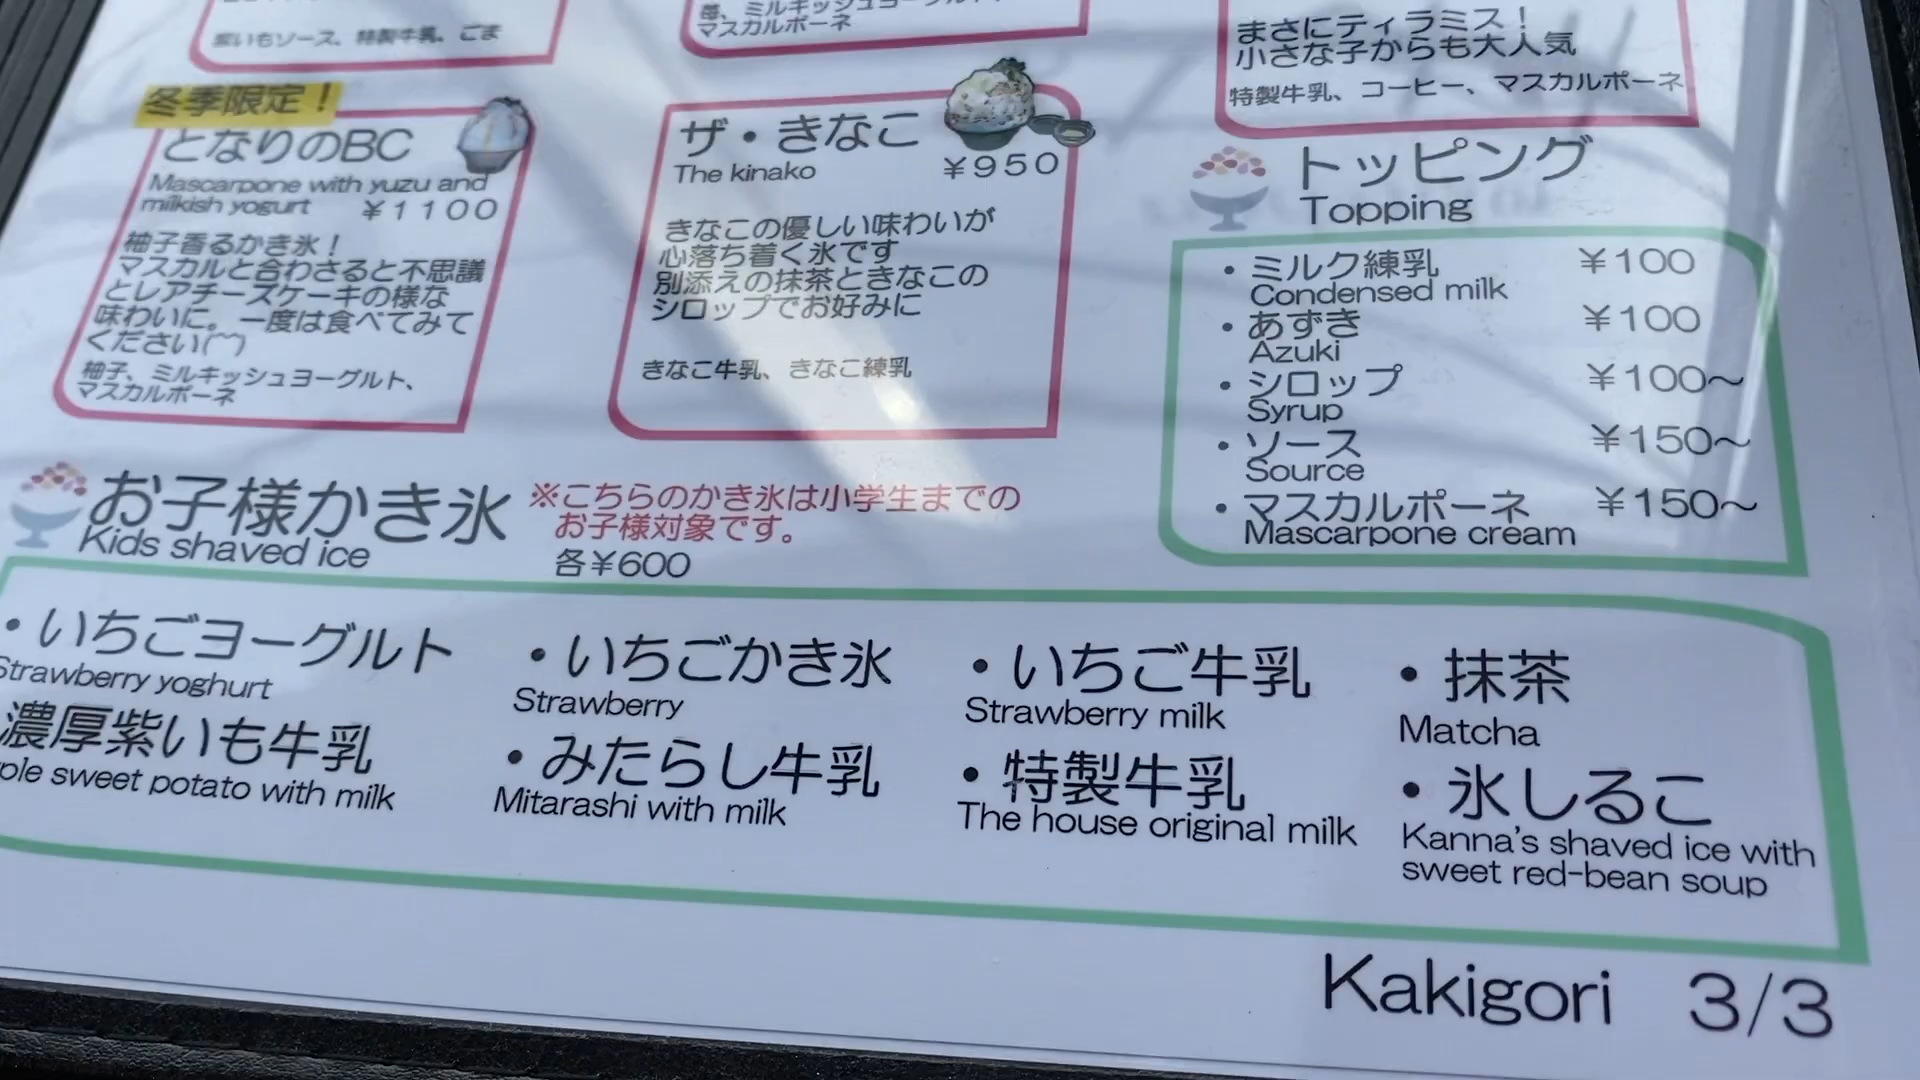 紫いもソース、特製牛乳、ごま
苺、ミルキッシュヨーグルト、
マスカルポーネ
まさにティラミス！
小さな子からも大人気
特製牛乳、コーヒー、マスカルポーネ
冬季限定！
となりのBC
Mascarpone with yuzu and
milkish yogurt ￥1100
柚子香るかき氷！
マスカルと合わさると不思議
とレアチーズケーキの様な
味わいに。一度は食べてみて
ください(^^)
柚子、ミルキッシュヨーグルト、
マスカルポーネ
ザ・きなこ
The kinako ￥950
きなこの優しい味わいが
心落ち着く氷です
別添えの抹茶ときなこの
シロップでお好みに
きなこ牛乳、きなこ練乳
トッピング
Topping
・ミルク練乳 ￥100
Condensed milk
・あずき ￥100
Azuki
・シロップ ￥100～
Syrup
・ソース ￥150～
Source
・マスカルポーネ ￥150～
Mascarpone cream
お子様かき氷
Kids shaved ice
※こちらのかき氷は小学生までの
お子様対象です。
各￥600
・いちごヨーグルト
Strawberry yoghurt
・いちごかき氷
Strawberry
・いちご牛乳
Strawberry milk
・抹茶
Matcha
濃厚紫いも牛乳
ple sweet potato with milk
・みたらし牛乳
Mitarashi with milk
・特製牛乳
The house original milk
・氷しるこ
Kanna's shaved ice with
sweet red-bean soup
Kakigori 3/3